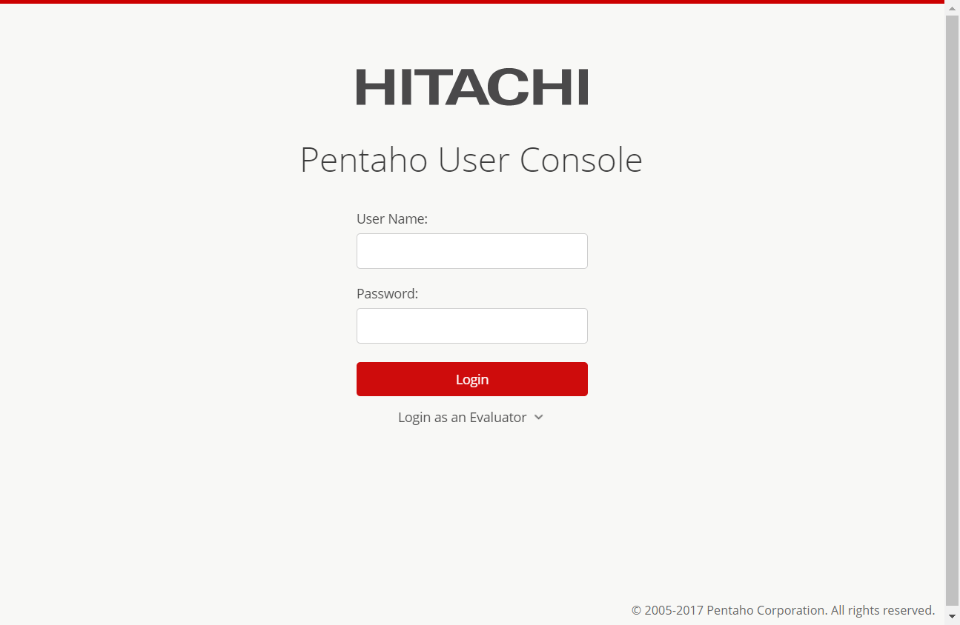 HITACHI
Pentaho User Console
User Name:
Password:
Login
Login as an Evaluator
© 2005-2017 Pentaho Corporation. All rights reserved.